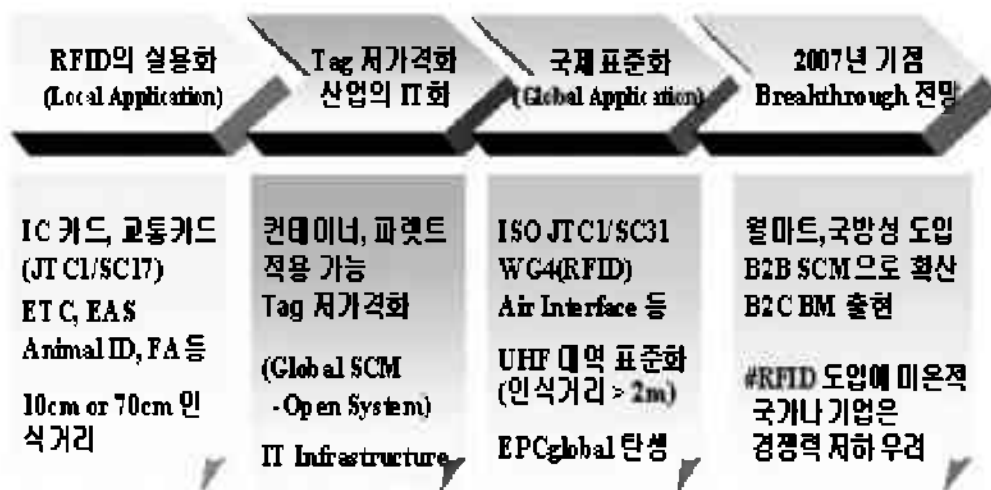 RFID의 실용화
(Local Application)
Tag 저가격화
산업의 IT화
국제표준화
(Global Application)
2007년 기점
Breakthrough 전망
IC 카드, 교통카드
(JTC1/SC17)
ETC, EAS
Animal ID, FA 등
10cm or 70cm 인
식거리
컨테이너, 파렛트
적용 가능
Tag 저가격화
(Global SCM
-Open System)
IT Infrastructure
ISO JTC1/SC31
WG4(RFID)
Air Interface 등
UHF 대역 표준화
(인식거리 > 2m)
EPCglobal 탄생
월마트,국방성 도입
B2B SCM으로 확산
B2C BM 출현
#RFID 도입에 미온적
국가나 기업은
경쟁력 저하 우려